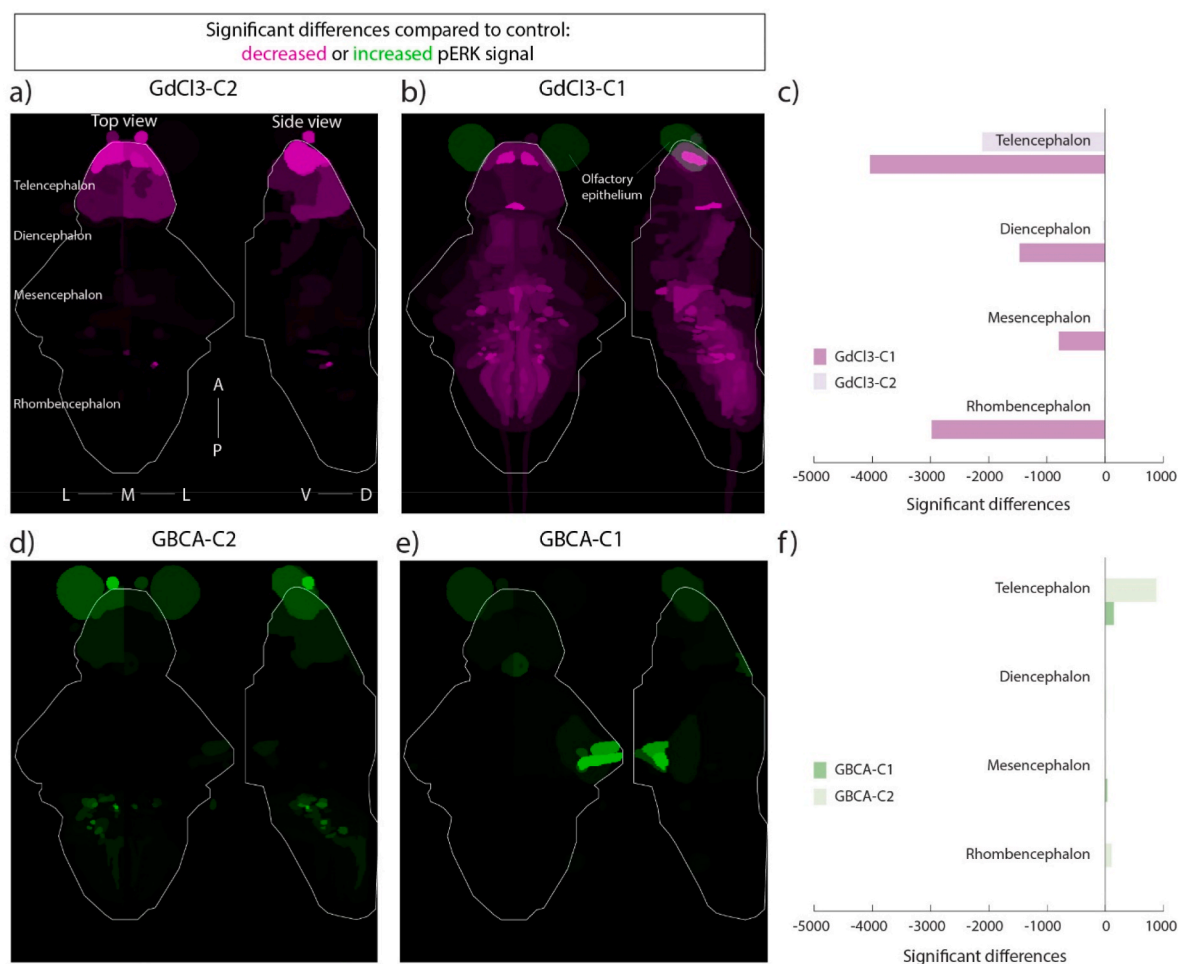 Significant differences compared to control:
decreased or increased pERK signal
a)
GdCl3-C2
Top view
Side view
Telencephalon
Diencephalon
Mesencephalon
Rhombencephalon
A
P
L
M
L
V
D
b)
GdCl3-C1
Olfactory
epithelium
c)
Telencephalon
Diencephalon
Mesencephalon
Rhombencephalon
GdCl3-C1
GdCl3-C2
-5000 -4000 -3000 -2000 -1000 0 1000
Significant differences
d)
GBCA-C2
e)
GBCA-C1
f)
Telencephalon
Diencephalon
Mesencephalon
Rhombencephalon
GBCA-C1
GBCA-C2
-5000 -4000 -3000 -2000 -1000 0 1000
Significant differences